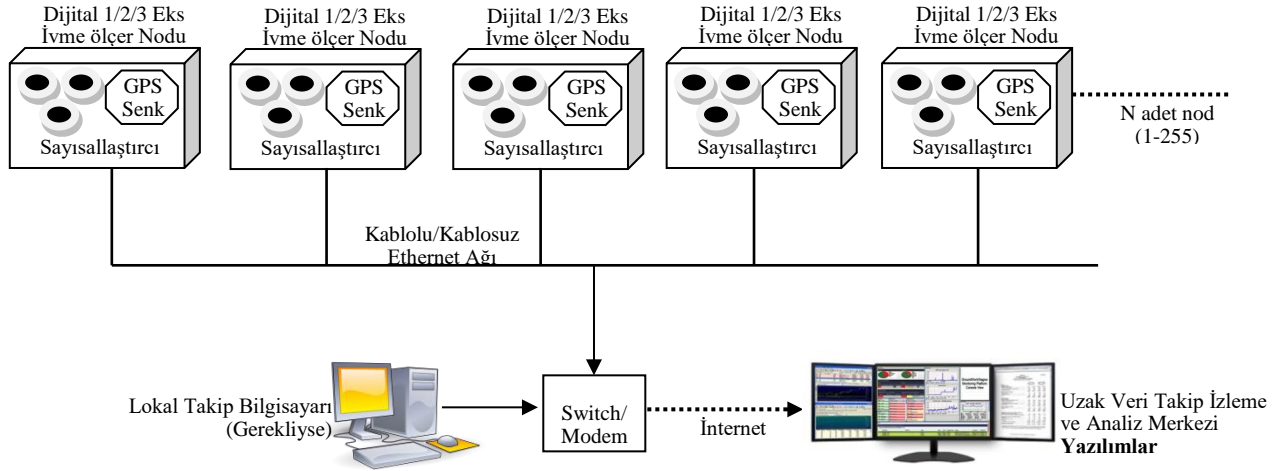 Dijital 1/2/3 Eks
İvme ölçer Nodu
GPS
Senk
Sayısallaştırcı
Dijital 1/2/3 Eks
İvme ölçer Nodu
GPS
Senk
Sayısallaştırcı
Dijital 1/2/3 Eks
İvme ölçer Nodu
GPS
Senk
Sayısallaştırcı
Dijital 1/2/3 Eks
İvme ölçer Nodu
GPS
Senk
Sayısallaştırcı
Dijital 1/2/3 Eks
İvme ölçer Nodu
GPS
Senk
Sayısallaştırcı
N adet nod
(1-255)
Kablolu/Kablosuz
Ethernet Ağı
Lokal Takip Bilgisayarı
(Gerekliyse)
Switch/
Modem
İnternet
Uzak Veri Takip İzleme
ve Analiz Merkezi
Yazılımlar